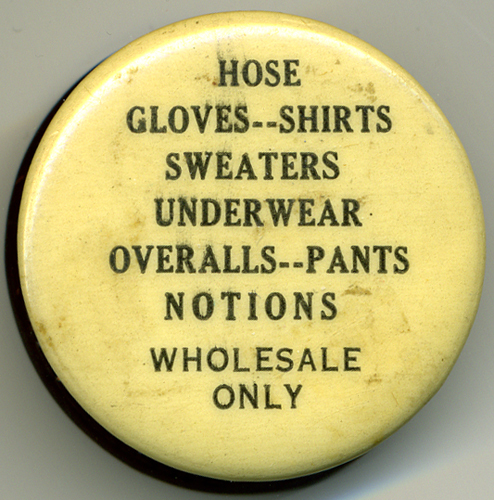 HOSE
GLOVES--SHIRTS
SWEATERS
UNDERWEAR
OVERALLS--PANTS
NOTIONS
WHOLESALE
ONLY